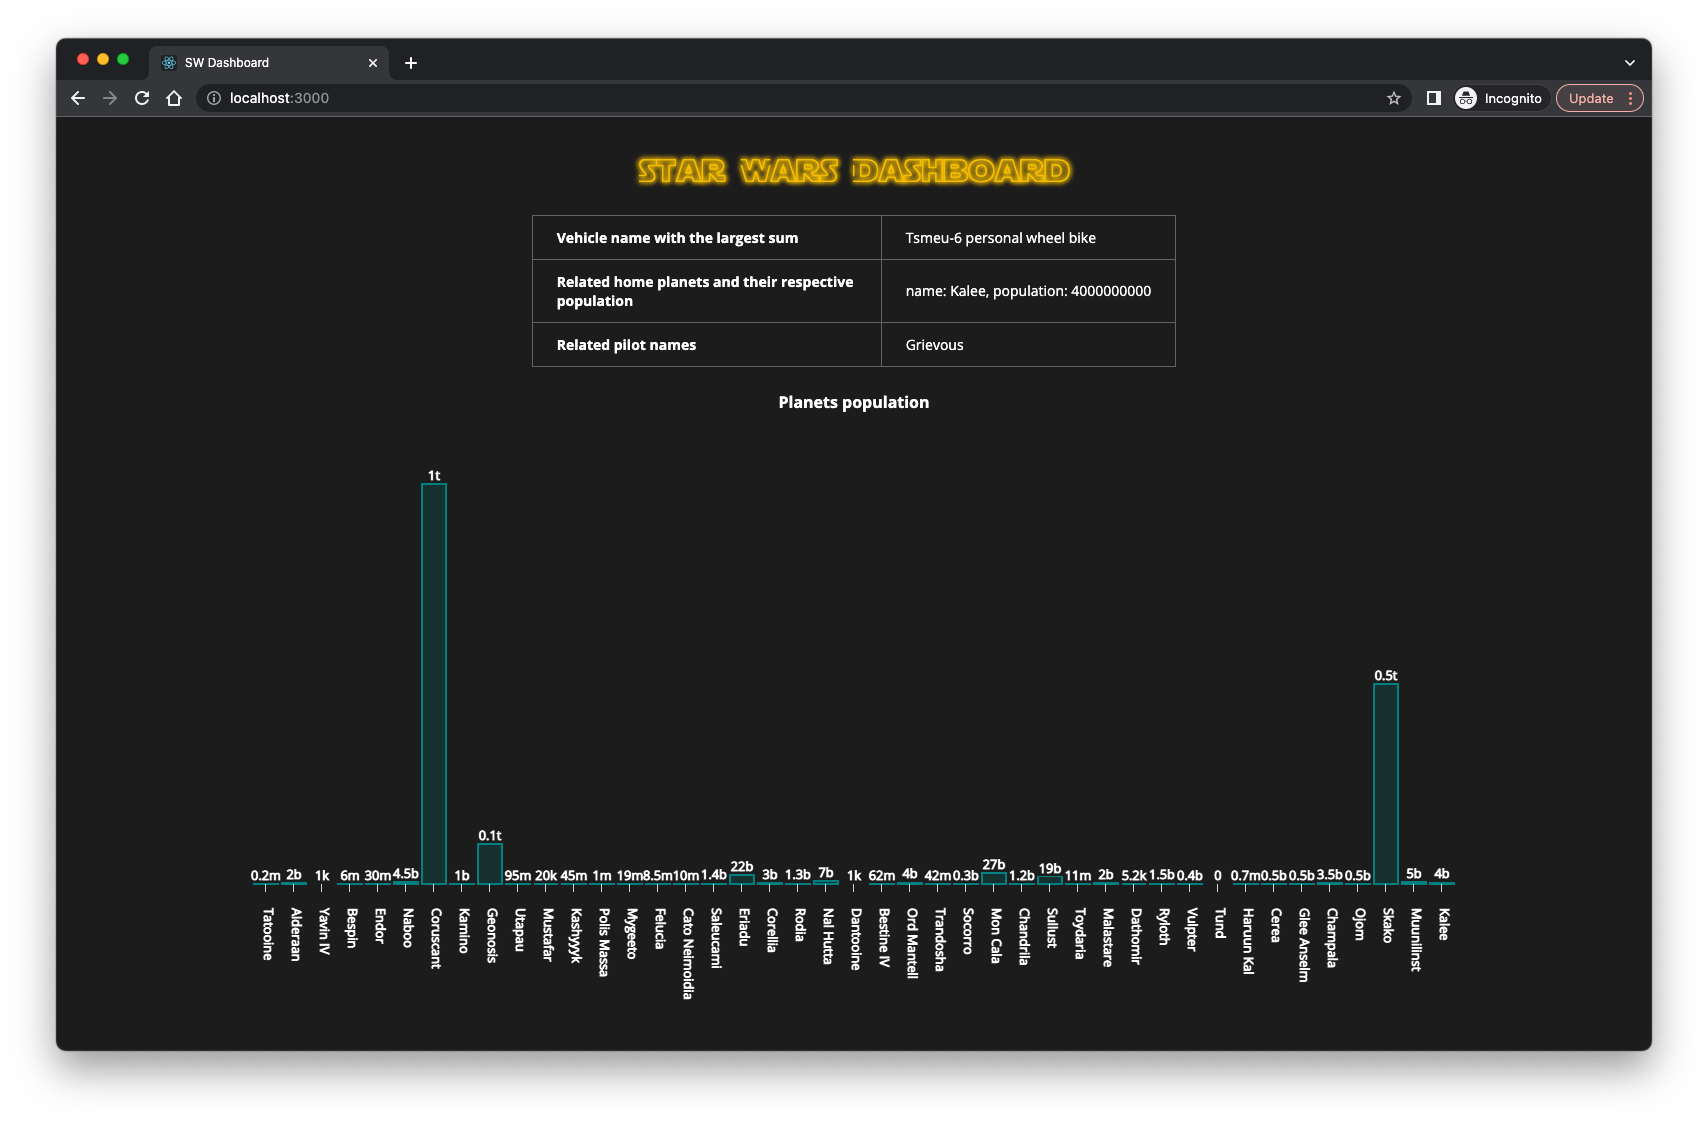 SW Dashboard
localhost:3000
Incognito
Update
STAR WARS DASHBOARD
Vehicle name with the largest sum
Tsmeu-6 personal wheel bike
Related home planets and their respective
population
name: Kalee, population: 4000000000
Related pilot names
Grievous
Planets population
1t
0.5t
0.1t
0.2m 2b 1k 6m 30m 4.5b 1b 95m 20k 45m 1m 19m 8.5m 10m 1.4b 22b 3b 1.3b 7b 1k 62m 4b 42m 0.3b 27b 1.2b 19b 11m 2b 5.2k 1.5b 0.4b 0 0.7m 0.5b 0.5b 3.5b 0.5b 5b 4b
Tatooine
Alderaan
Yavin IV
Bespin
Endor
Naboo
Coruscant
Kamino
Geonosis
Utapau
Mustafar
Kashyyyk
Polis Massa
Mygeeto
Felucia
Cato Neimoidia
Saleucami
Eriadu
Corellia
Rodia
Nal Hutta
Dantooine
Bestine IV
Ord Mantell
Trandosha
Socorro
Mon Cala
Chandrila
Sullust
Toydaria
Malastare
Dathomir
Ryloth
Vulpter
Tund
Haruun Kal
Cerea
Glee Anselm
Champala
Ojom
Skako
Muunilinst
Kalee